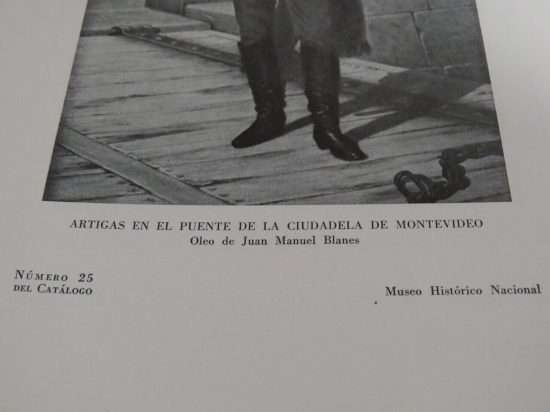 ARTIGAS EN EL PUENTE DE LA CIUDADELA DE MONTEVIDEO
Oleo de Juan Manuel Blanes
NÚMERO 25
DEL CATÁLOGO
Museo Histórico Nacional